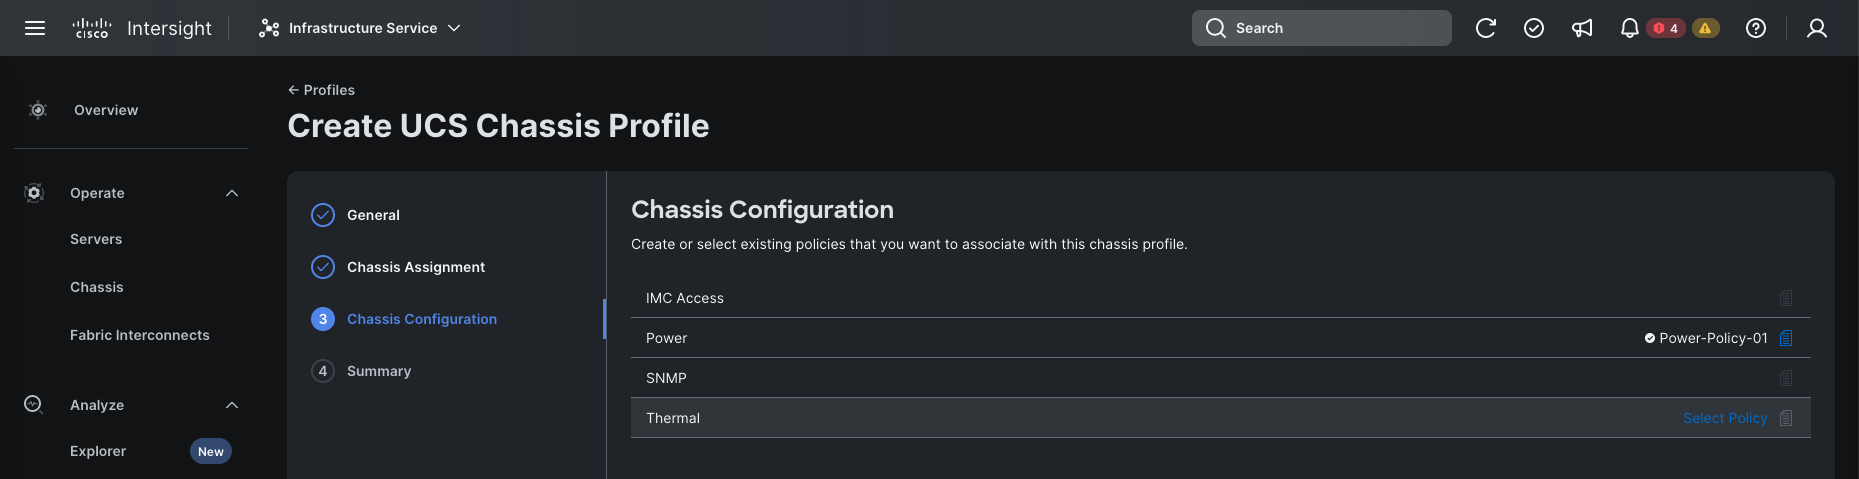 CISCO Intersight
Infrastructure Service
Search
4
Overview
Operate
Servers
Chassis
Fabric Interconnects
Analyze
Explorer New
← Profiles
Create UCS Chassis Profile
General
Chassis Assignment
3 Chassis Configuration
4 Summary
Chassis Configuration
Create or select existing policies that you want to associate with this chassis profile.
IMC Access
Power Power-Policy-01
SNMP
Thermal Select Policy